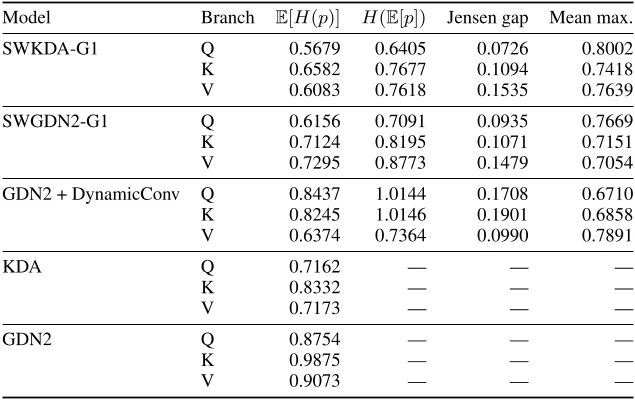 Model Branch 𝔼[H(p)] H(𝔼[p]) Jensen gap Mean max.
SWKDA-G1 Q 0.5679 0.6405 0.0726 0.8002
K 0.6582 0.7677 0.1094 0.7418
V 0.6083 0.7618 0.1535 0.7639
SWGDN2-G1 Q 0.6156 0.7091 0.0935 0.7669
K 0.7124 0.8195 0.1071 0.7151
V 0.7295 0.8773 0.1479 0.7054
GDN2 + DynamicConv Q 0.8437 1.0144 0.1708 0.6710
K 0.8245 1.0146 0.1901 0.6858
V 0.6374 0.7364 0.0990 0.7891
KDA Q 0.7162 — — —
K 0.8332 — — —
V 0.7173 — — —
GDN2 Q 0.8754 — — —
K 0.9875 — — —
V 0.9073 — — —